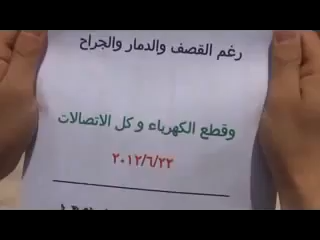 رغم القصف والدمار والجراح
وقطع الكهرباء و كل الاتصالات
٢٠١٢/٦/٢٢